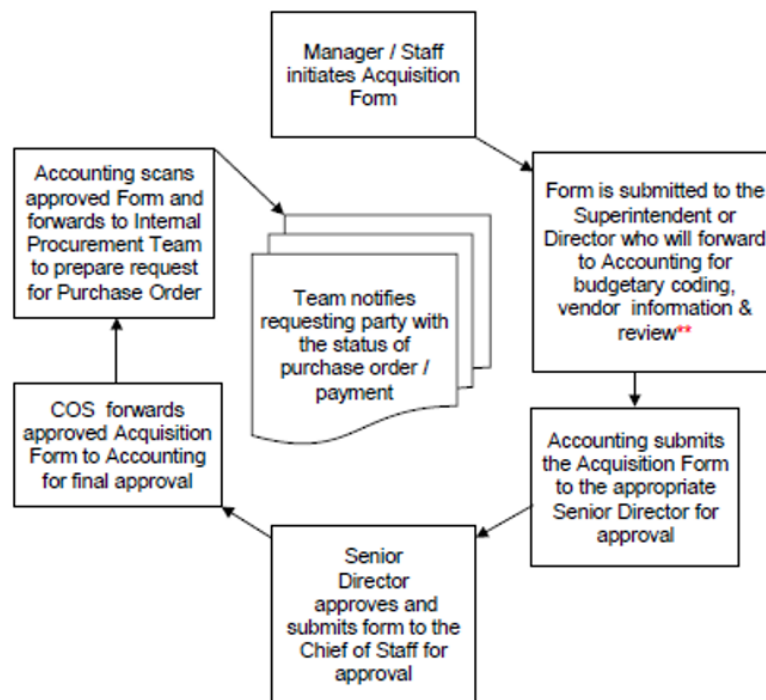 Manager / Staff
initiates Acquisition
Form
Form is submitted to the
Superintendent or
Director who will forward
to Accounting for
budgetary coding,
vendor information &
review**
Accounting submits
the Acquisition Form
to the appropriate
Senior Director for
approval
Senior
Director
approves and
submits form to the
Chief of Staff for
approval
COS forwards
approved Acquisition
Form to Accounting
for final approval
Accounting scans
approved Form and
forwards to Internal
Procurement Team
to prepare request
for Purchase Order
Team notifies
requesting party with
the status of
purchase order /
payment